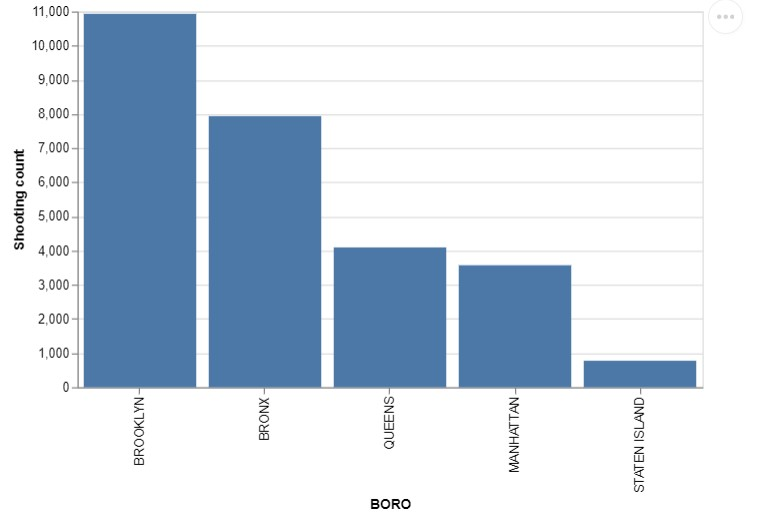 11,000
10,000
9,000
8,000
7,000
6,000
5,000
4,000
3,000
2,000
1,000
0
Shooting count
BROOKLYN
BRONX
QUEENS
MANHATTAN
STATEN ISLAND
BORO